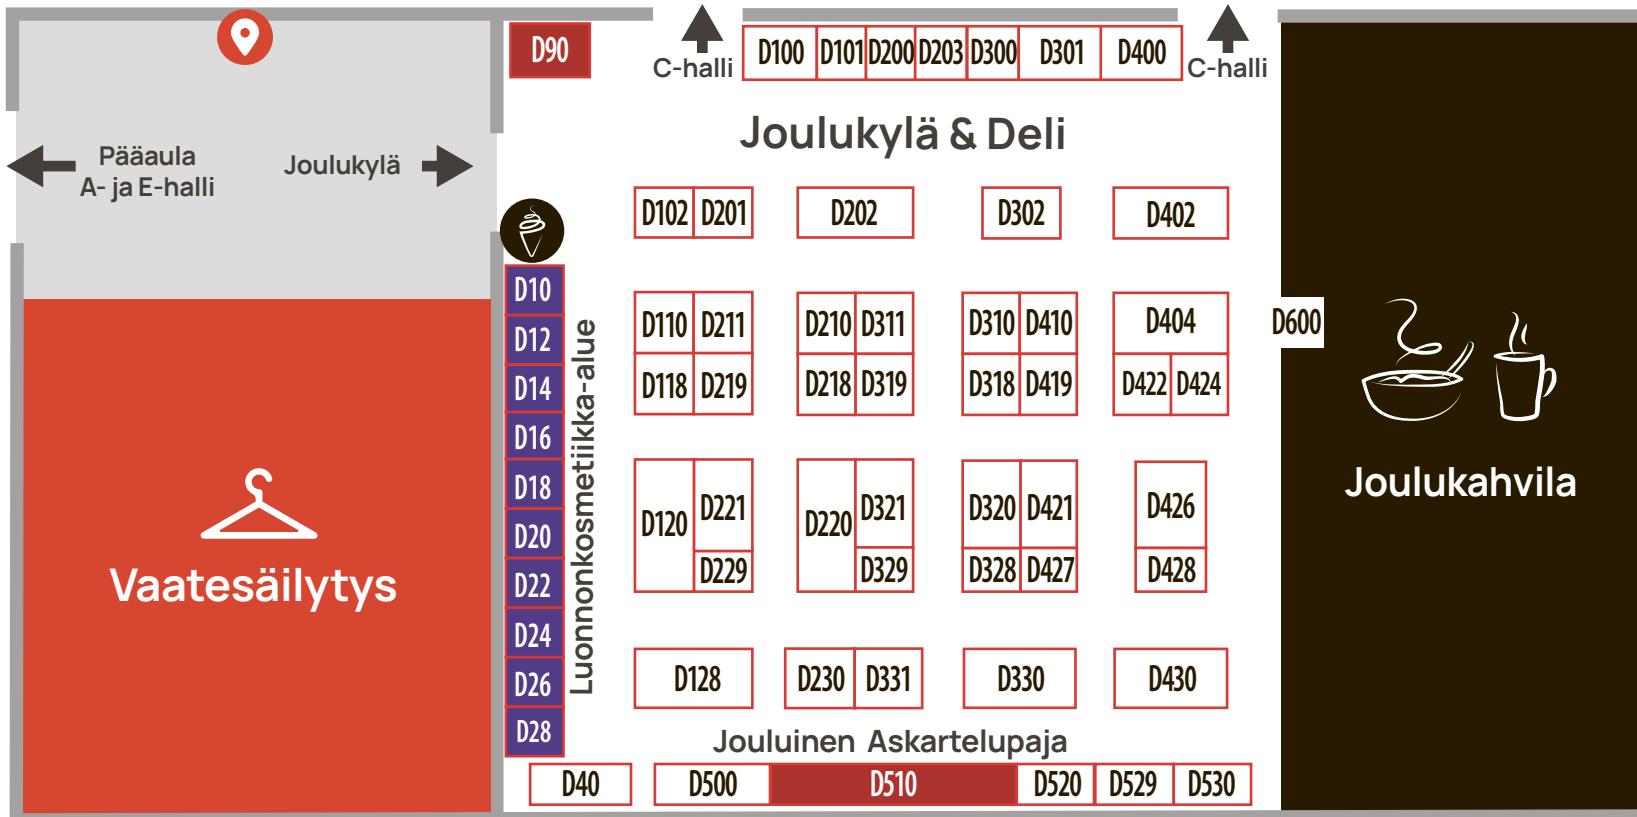 D90
C-halli
D100 D101 D200 D203 D300 D301 D400
C-halli
Joulukylä & Deli
Pääaula
A- ja E-halli
Joulukylä
D102 D201 D202 D302 D402
D10
D12
D14
D16
D18
D20
D22
D24
D26
D28
Luonnonkosmetiikka-alue
D110 D211 D210 D311 D310 D410 D404
D600
D118 D219 D218 D319 D318 D419 D422 D424
D120 D221 D220 D321 D320 D421 D426
D229 D329 D328 D427 D428
D128 D230 D331 D330 D430
Vaatesäilytys
Joulukahvila
Jouluinen Askartelupaja
D40 D500 D510 D520 D529 D530